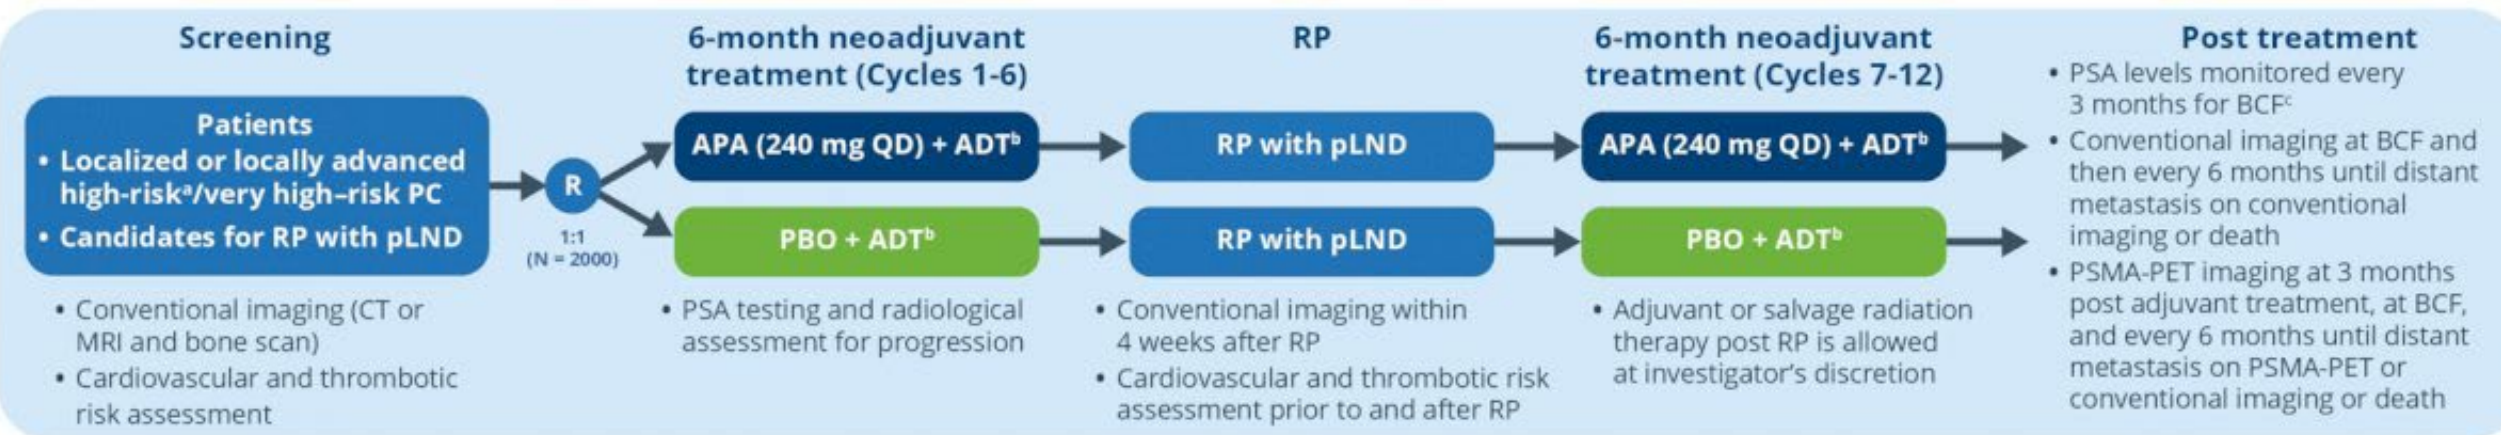 Screening
Patients
• Localized or locally advanced
high-riskᵃ/very high–risk PC
• Candidates for RP with pLND
• Conventional imaging (CT or
MRI and bone scan)
• Cardiovascular and thrombotic
risk assessment
R
1:1
(N = 2000)
6-month neoadjuvant
treatment (Cycles 1-6)
APA (240 mg QD) + ADTᵇ
PBO + ADTᵇ
• PSA testing and radiological
assessment for progression
RP
RP with pLND
RP with pLND
• Conventional imaging within
4 weeks after RP
• Cardiovascular and thrombotic risk
assessment prior to and after RP
6-month neoadjuvant
treatment (Cycles 7-12)
APA (240 mg QD) + ADTᵇ
PBO + ADTᵇ
• Adjuvant or salvage radiation
therapy post RP is allowed
at investigator's discretion
Post treatment
• PSA levels monitored every
3 months for BCFᶜ
• Conventional imaging at BCF and
then every 6 months until distant
metastasis on conventional
imaging or death
• PSMA-PET imaging at 3 months
post adjuvant treatment, at BCF,
and every 6 months until distant
metastasis on PSMA-PET or
conventional imaging or death